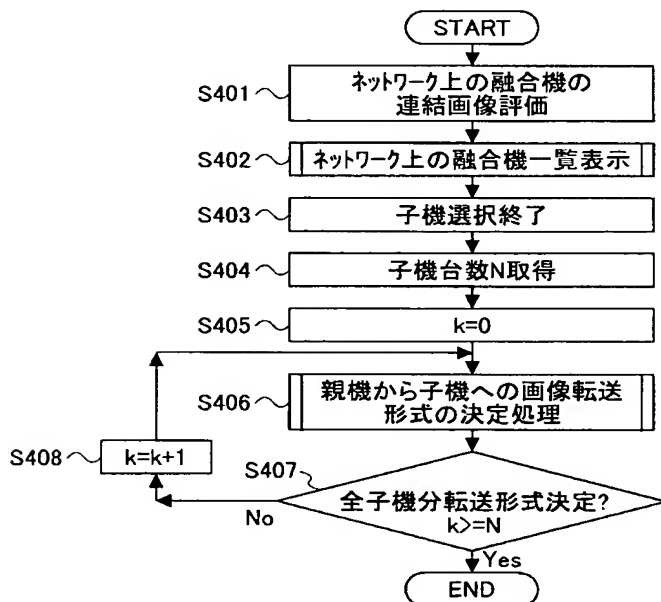 START
S401
ネットワーク上の融合機の
連結画像評価
S402
ネットワーク上の融合機一覧表示
S403
子機選択終了
S404
子機台数N取得
S405
k=0
S406
親機から子機への画像転送
形式の決定処理
S408
k=k+1
S407
全子機分転送形式決定?
k>=N
No
Yes
END